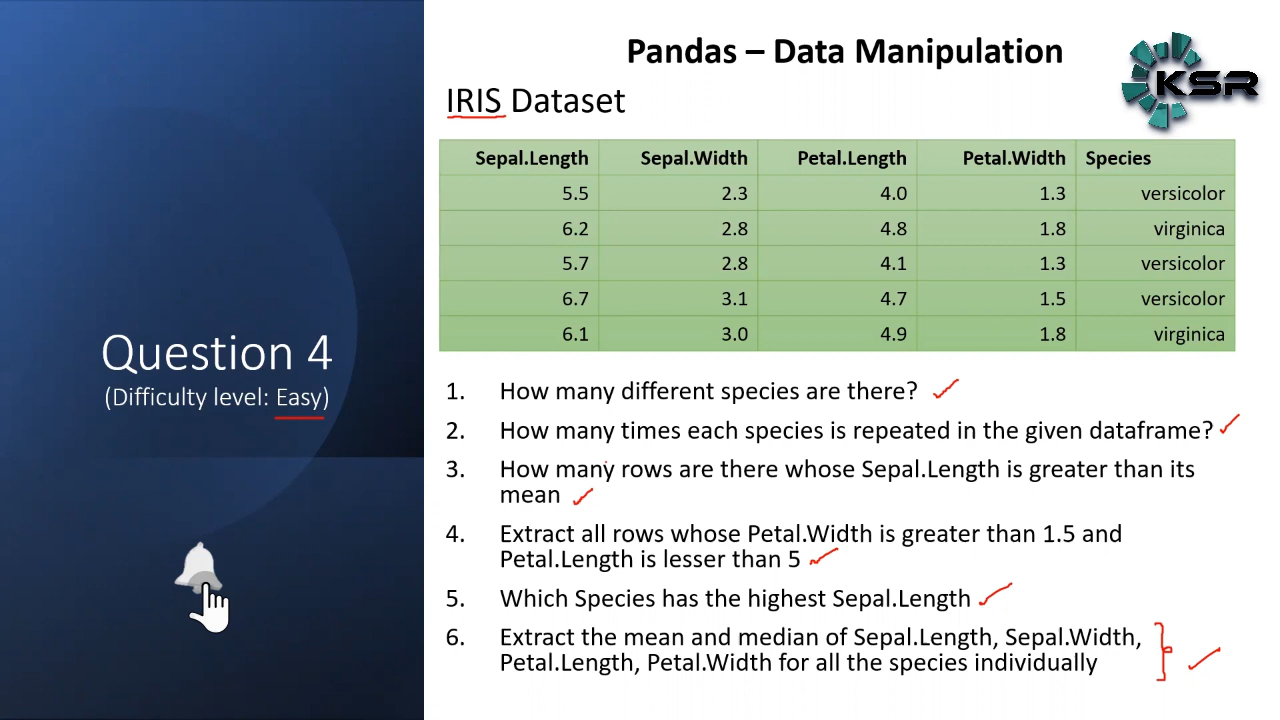 Pandas – Data Manipulation
KSR
IRIS Dataset
Sepal.Length Sepal.Width Petal.Length Petal.Width Species
5.5 2.3 4.0 1.3 versicolor
6.2 2.8 4.8 1.8 virginica
5.7 2.8 4.1 1.3 versicolor
6.7 3.1 4.7 1.5 versicolor
6.1 3.0 4.9 1.8 virginica
Question 4
(Difficulty level: Easy)
1. How many different species are there?
2. How many times each species is repeated in the given dataframe?
3. How many rows are there whose Sepal.Length is greater than its
mean
4. Extract all rows whose Petal.Width is greater than 1.5 and
Petal.Length is lesser than 5
5. Which Species has the highest Sepal.Length
6. Extract the mean and median of Sepal.Length, Sepal.Width,
Petal.Length, Petal.Width for all the species individually